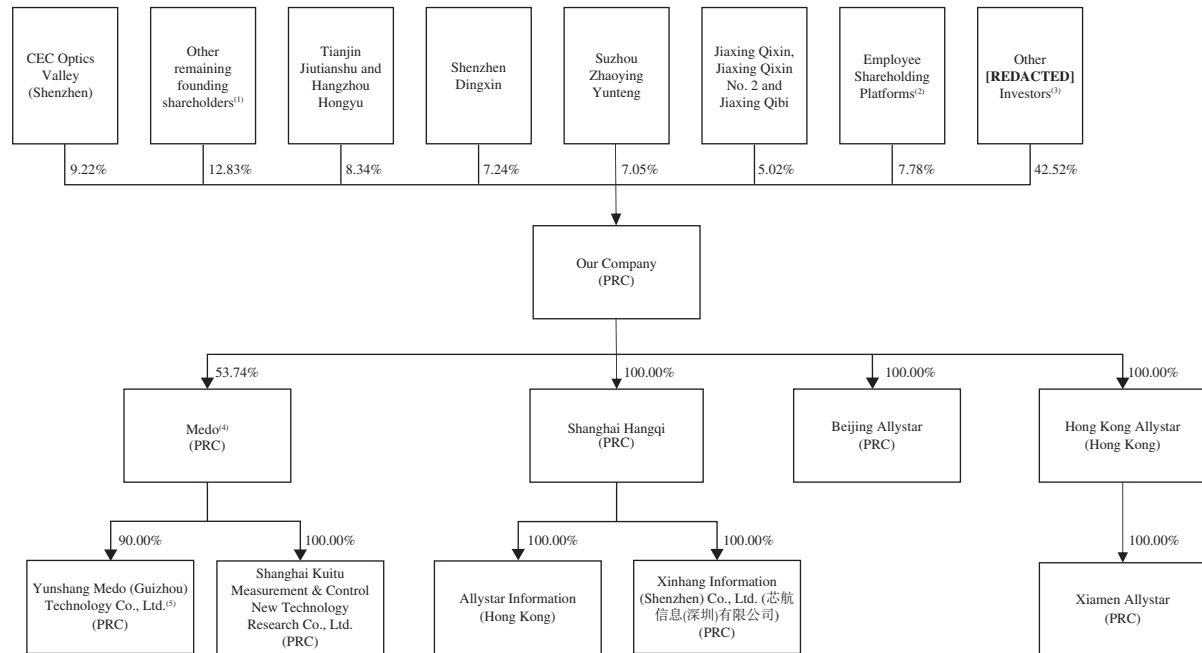 CEC Optics
Valley
(Shenzhen)
Other
remaining
founding
shareholders(1)
Tianjin
Jiutianshu and
Hangzhou
Hongyu
Shenzhen
Dingxin
Suzhou
Zhaoying
Yunteng
Jiaxing Qixin,
Jiaxing Qixin
No. 2 and
Jiaxing Qibi
Employee
Shareholding
Platforms(2)
Other
[REDACTED]
Investors(3)
9.22%
12.83%
8.34%
7.24%
7.05%
5.02%
7.78%
42.52%
Our Company
(PRC)
53.74%
100.00%
100.00%
100.00%
Medo(4)
(PRC)
Shanghai Hangqi
(PRC)
Beijing Allystar
(PRC)
Hong Kong Allystar
(Hong Kong)
90.00%
100.00%
100.00%
100.00%
100.00%
Yunshang Medo (Guizhou)
Technology Co., Ltd.(5)
(PRC)
Shanghai Kuitu
Measurement & Control
New Technology
Research Co., Ltd.
(PRC)
Allystar Information
(Hong Kong)
Xinhang Information
(Shenzhen) Co., Ltd. (芯航
信息(深圳)有限公司)
(PRC)
Xiamen Allystar
(PRC)